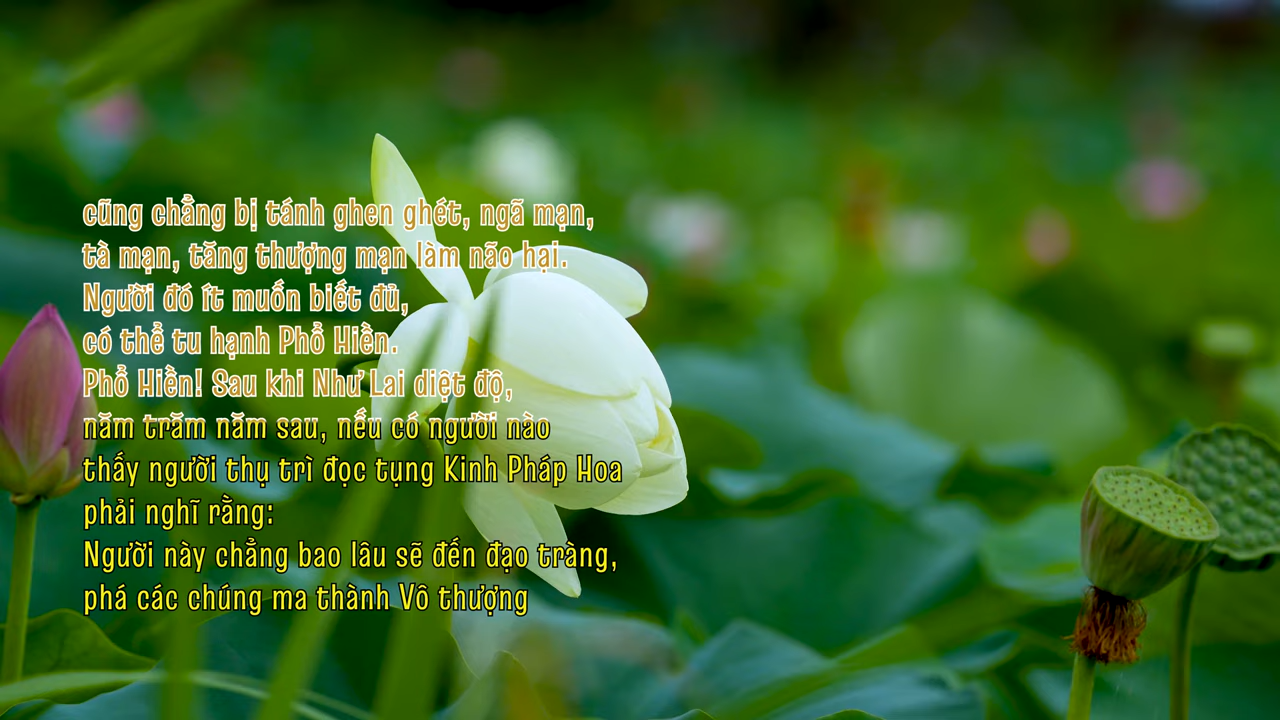 cũng chẳng bị tánh ghen ghét, ngã mạn,
tà mạn, tăng thượng mạn làm não hại.
Người đó ít muốn biết đủ,
có thể tu hạnh Phổ Hiền.
Phổ Hiền! Sau khi Như Lai diệt độ,
năm trăm năm sau, nếu có người nào
thấy người thụ trì đọc tụng Kinh Pháp Hoa
phải nghĩ rằng:
Người này chẳng bao lâu sẽ đến đạo tràng,
phá các chúng ma thành Vô thượng